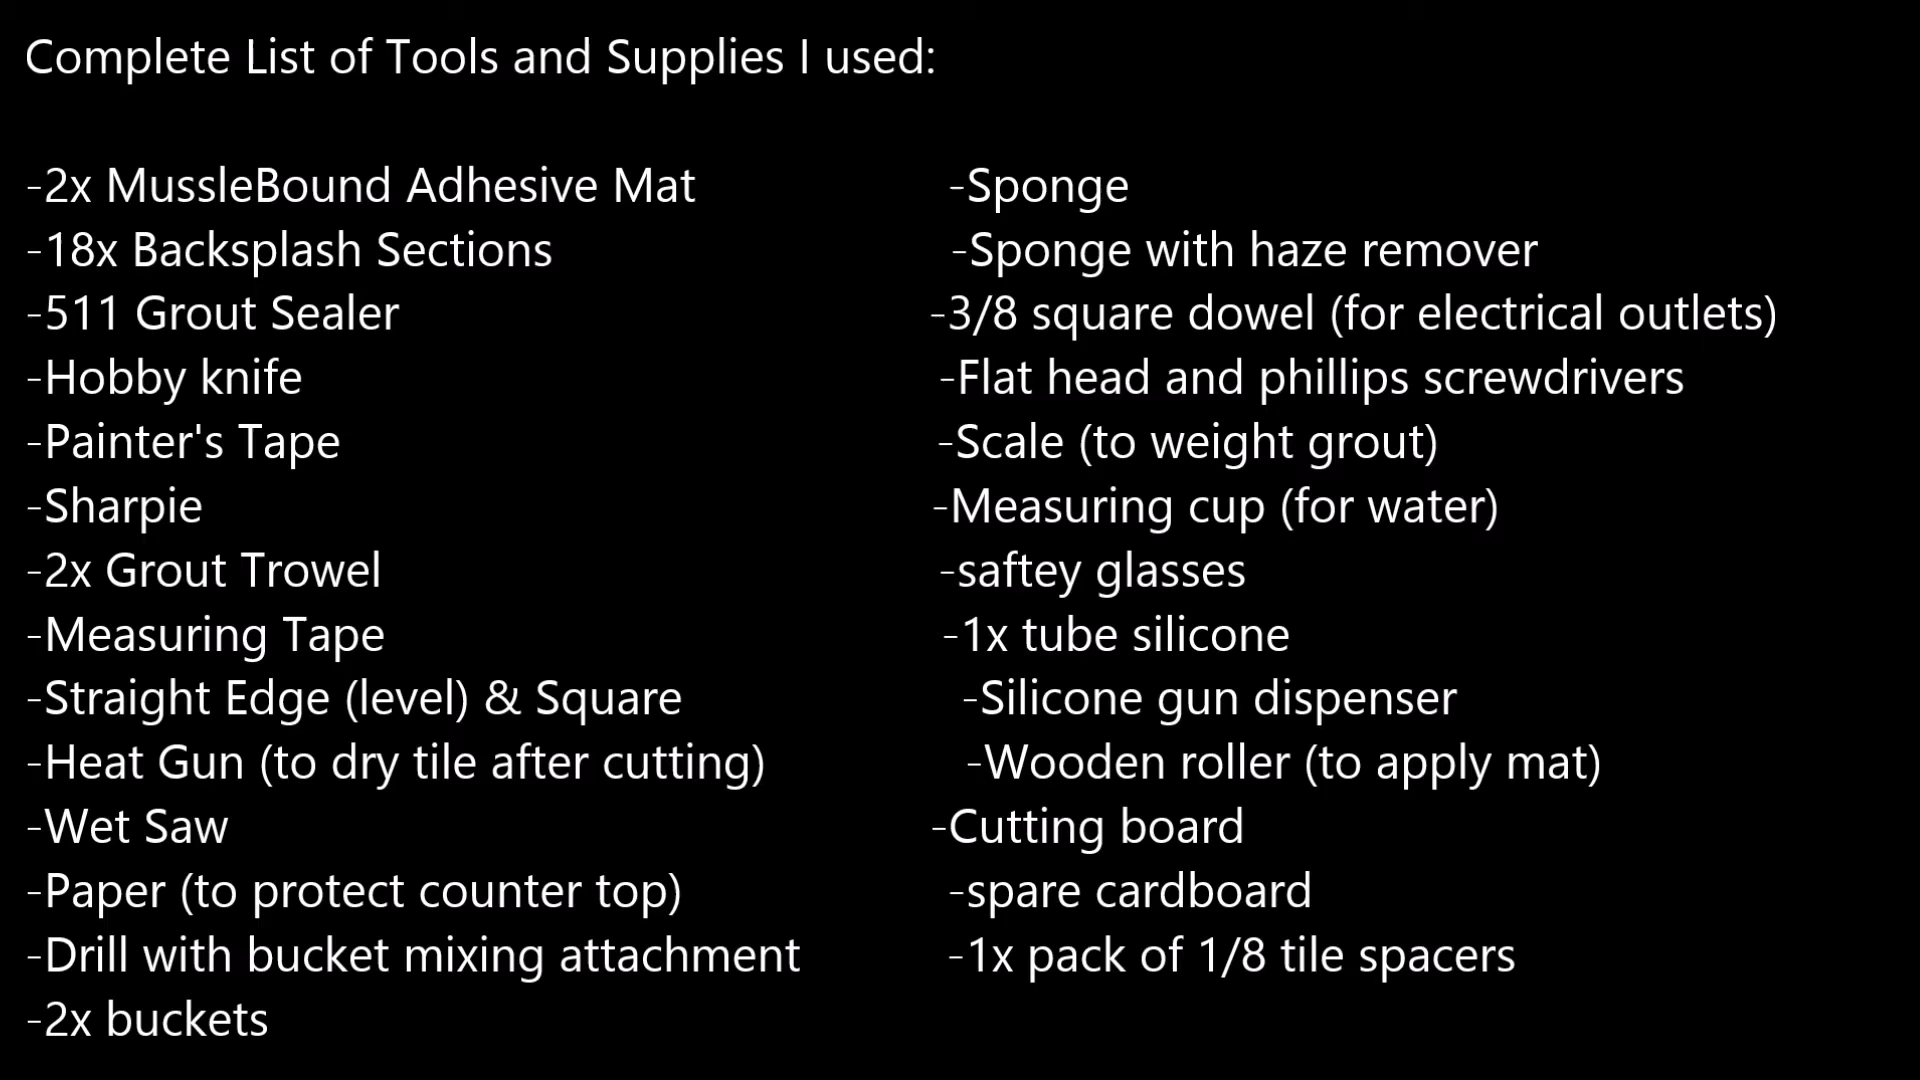 Complete List of Tools and Supplies I used:
-2x MussleBound Adhesive Mat
-18x Backsplash Sections
-511 Grout Sealer
-Hobby knife
-Painter's Tape
-Sharpie
-2x Grout Trowel
-Measuring Tape
-Straight Edge (level) & Square
-Heat Gun (to dry tile after cutting)
-Wet Saw
-Paper (to protect counter top)
-Drill with bucket mixing attachment
-2x buckets
-Sponge
-Sponge with haze remover
-3/8 square dowel (for electrical outlets)
-Flat head and phillips screwdrivers
-Scale (to weight grout)
-Measuring cup (for water)
-saftey glasses
-1x tube silicone
-Silicone gun dispenser
-Wooden roller (to apply mat)
-Cutting board
-spare cardboard
-1x pack of 1/8 tile spacers